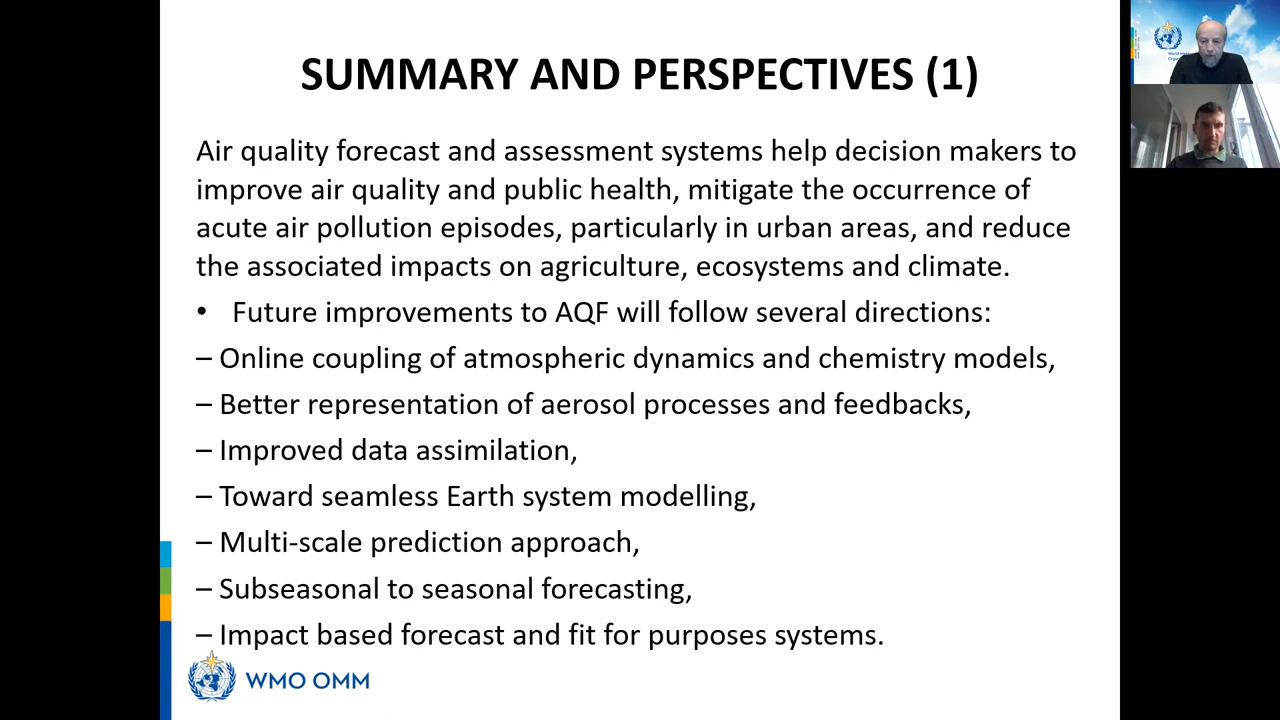 SUMMARY AND PERSPECTIVES (1)
Air quality forecast and assessment systems help decision makers to
improve air quality and public health, mitigate the occurrence of
acute air pollution episodes, particularly in urban areas, and reduce
the associated impacts on agriculture, ecosystems and climate.
• Future improvements to AQF will follow several directions:
– Online coupling of atmospheric dynamics and chemistry models,
– Better representation of aerosol processes and feedbacks,
– Improved data assimilation,
– Toward seamless Earth system modelling,
– Multi-scale prediction approach,
– Subseasonal to seasonal forecasting,
– Impact based forecast and fit for purposes systems.
WMO OMM